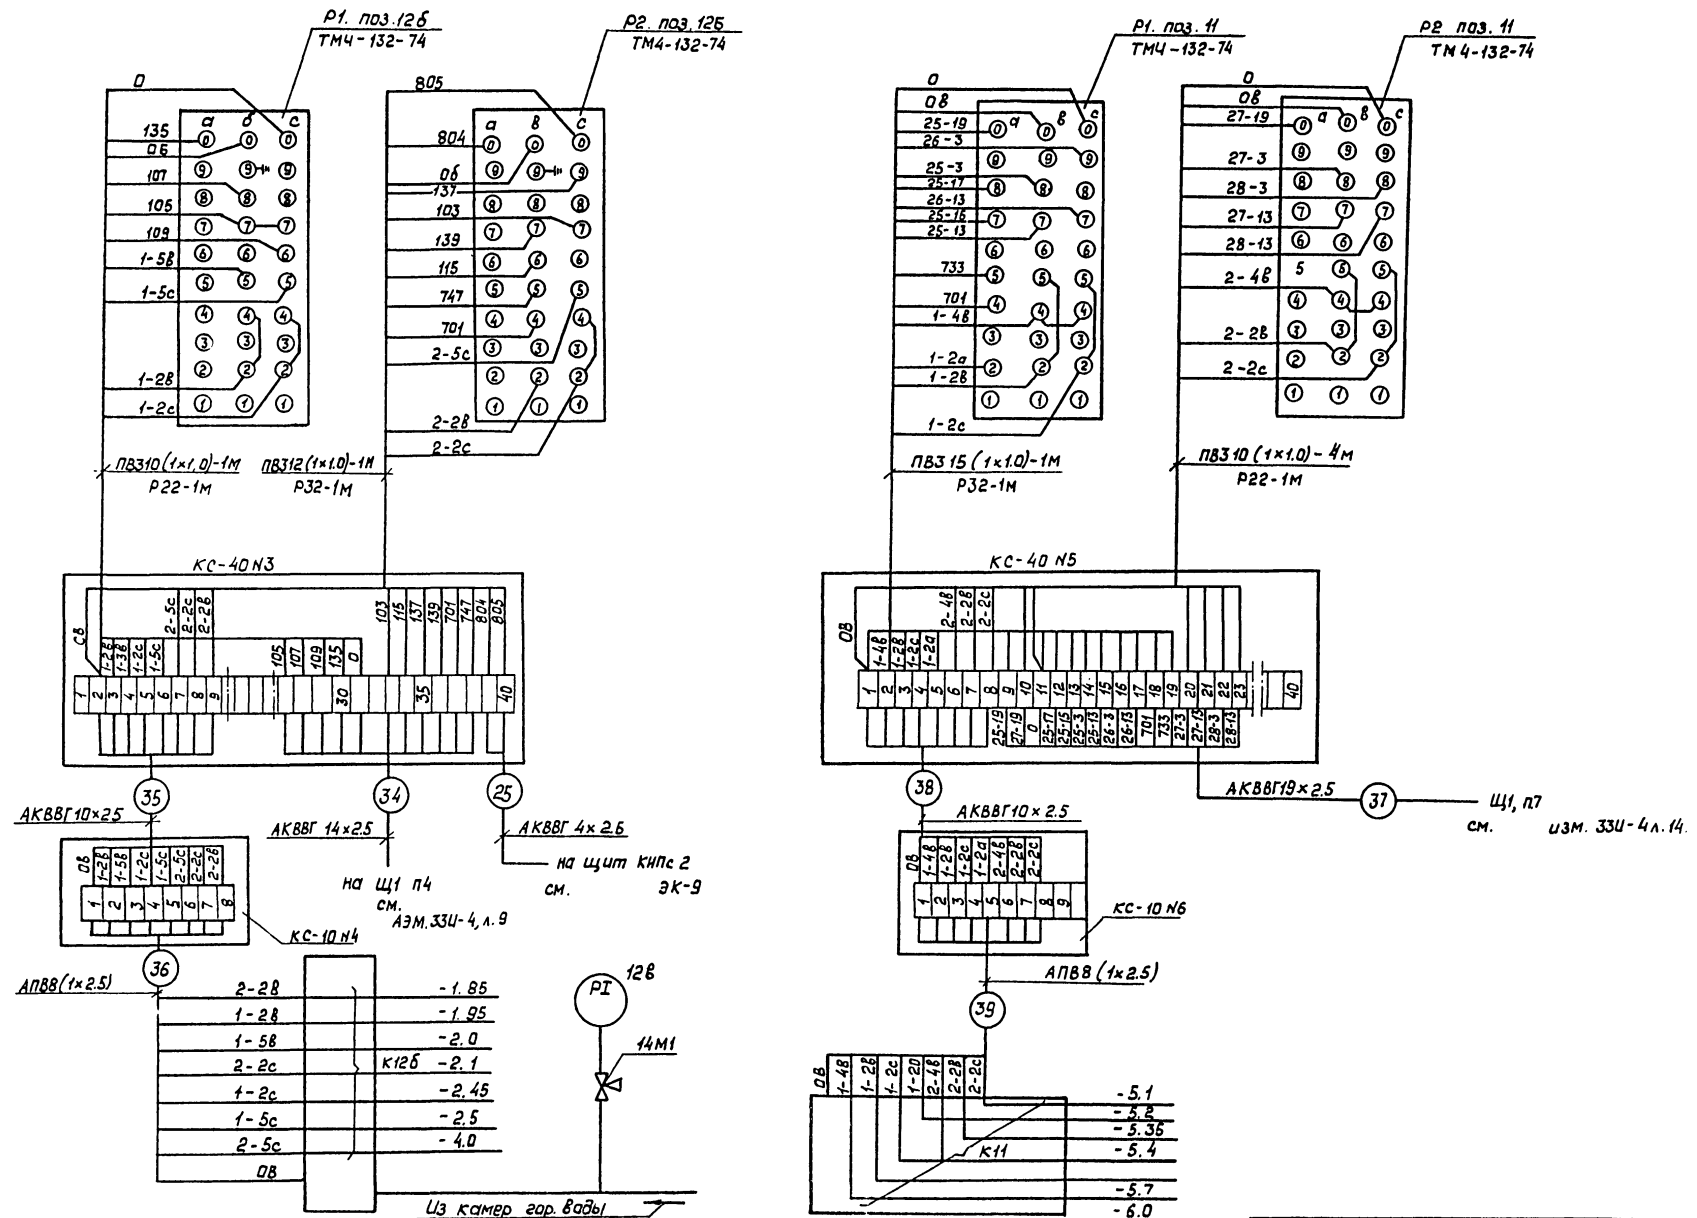 Р1. поз.12б
ТМЧ-132-74
Р2. поз. 12Б
ТМ4-132-74
Р1. поз. 11
ТМЧ-132-74
Р2 поз. 11
ТМ4-132-74
0
а б с
135
0Б
107
105
109
1-5в
1-5с
1-2в
1-2с
805
а в с
804
0б
137
103
139
115
747
701
2-5с
2-2в
2-2с
0
0В
25-19
26-3
25-3
25-17
26-13
25-16
25-13
733
701
1-4в
1-2а
1-2в
1-2с
а в с
0
0В
27-19
27-3
28-3
27-13
28-13
2-4в
2-2в
2-2с
а в с
ПВ310(1×1,0)-1М
Р22-1М
ПВ312(1×1.0)-1М
Р32-1М
ПВ315(1×1.0)-1М
Р32-1М
ПВ310(1×1.0)-4м
Р22-1М
КС-40 N3
СВ
1-2в 1-3в 1-2с 1-5с 2-5с 2-2с 2-2в
105 107 109 135 0
103 115 137 139 701 747 804 805
1 2 3 4 5 6 7 8 9 30 35 40
35
34
25
АКВВГ10×25
АКВВГ 14×2.5
АКВВГ 4×2.6
на Щ1 п4
см.
АЭМ.33И-4, л.9
на щит КНПс 2
см. ЭК-9
0В 1-2в 1-5в 1-2с 1-5с 2-5с 2-2с 2-2в
1 2 3 4 5 6 7 8
КС-10 N4
36
АПВ8(1×2.5)
2-2в -1.85
1-2в -1.95
1-5в -2.0
2-2с К12б -2.1
1-2с -2.45
1-5с -2.5
2-5с -4.0
0В
PI 12в
14М1
Из камер гор. воды
КС-40 N5
0В
1-4в 1-2в 1-2с 1-2а 2-4в 2-2в 2-2с
1 2 3 4 5 6 7 8 9 10 11 12 13 14 15 16 17 18 19 20 21 22 23 40
25-19 27-19 0 25-17 25-15 25-3 25-13 26-3 26-13 701 733 27-3 27-13 28-3 28-13
38
АКВВГ19×2.5
37
Щ1, п7
см. изм. 33И-4л.14.
АКВВГ10×2.5
0В 1-4в 1-2в 1-2с 1-2а 2-4в 2-2в 2-2с
1 2 3 4 5 6 7 8 9
КС-10 N6
АПВ8(1×2.5)
39
0В 1-4в 1-2в 1-2с 1-2D 2-4в 2-2в 2-2с
-5.1
-5.2
-5.35
-5.4
К11
-5.7
-6.0